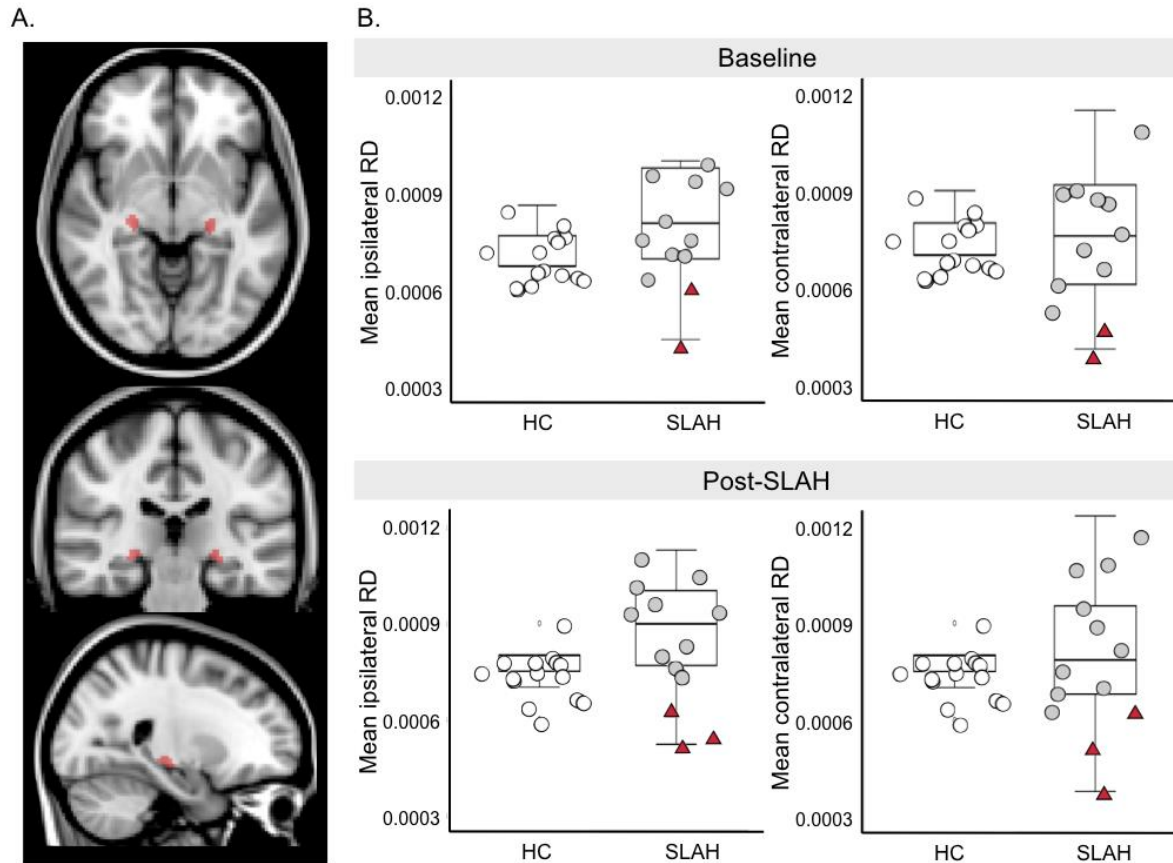 A.
B.
Baseline
Mean ipsilateral RD
0.0012
0.0009
0.0006
0.0003
HC SLAH
Mean contralateral RD
0.0012
0.0009
0.0006
0.0003
HC SLAH
Post-SLAH
Mean ipsilateral RD
0.0012
0.0009
0.0006
0.0003
HC SLAH
Mean contralateral RD
0.0012
0.0009
0.0006
0.0003
HC SLAH